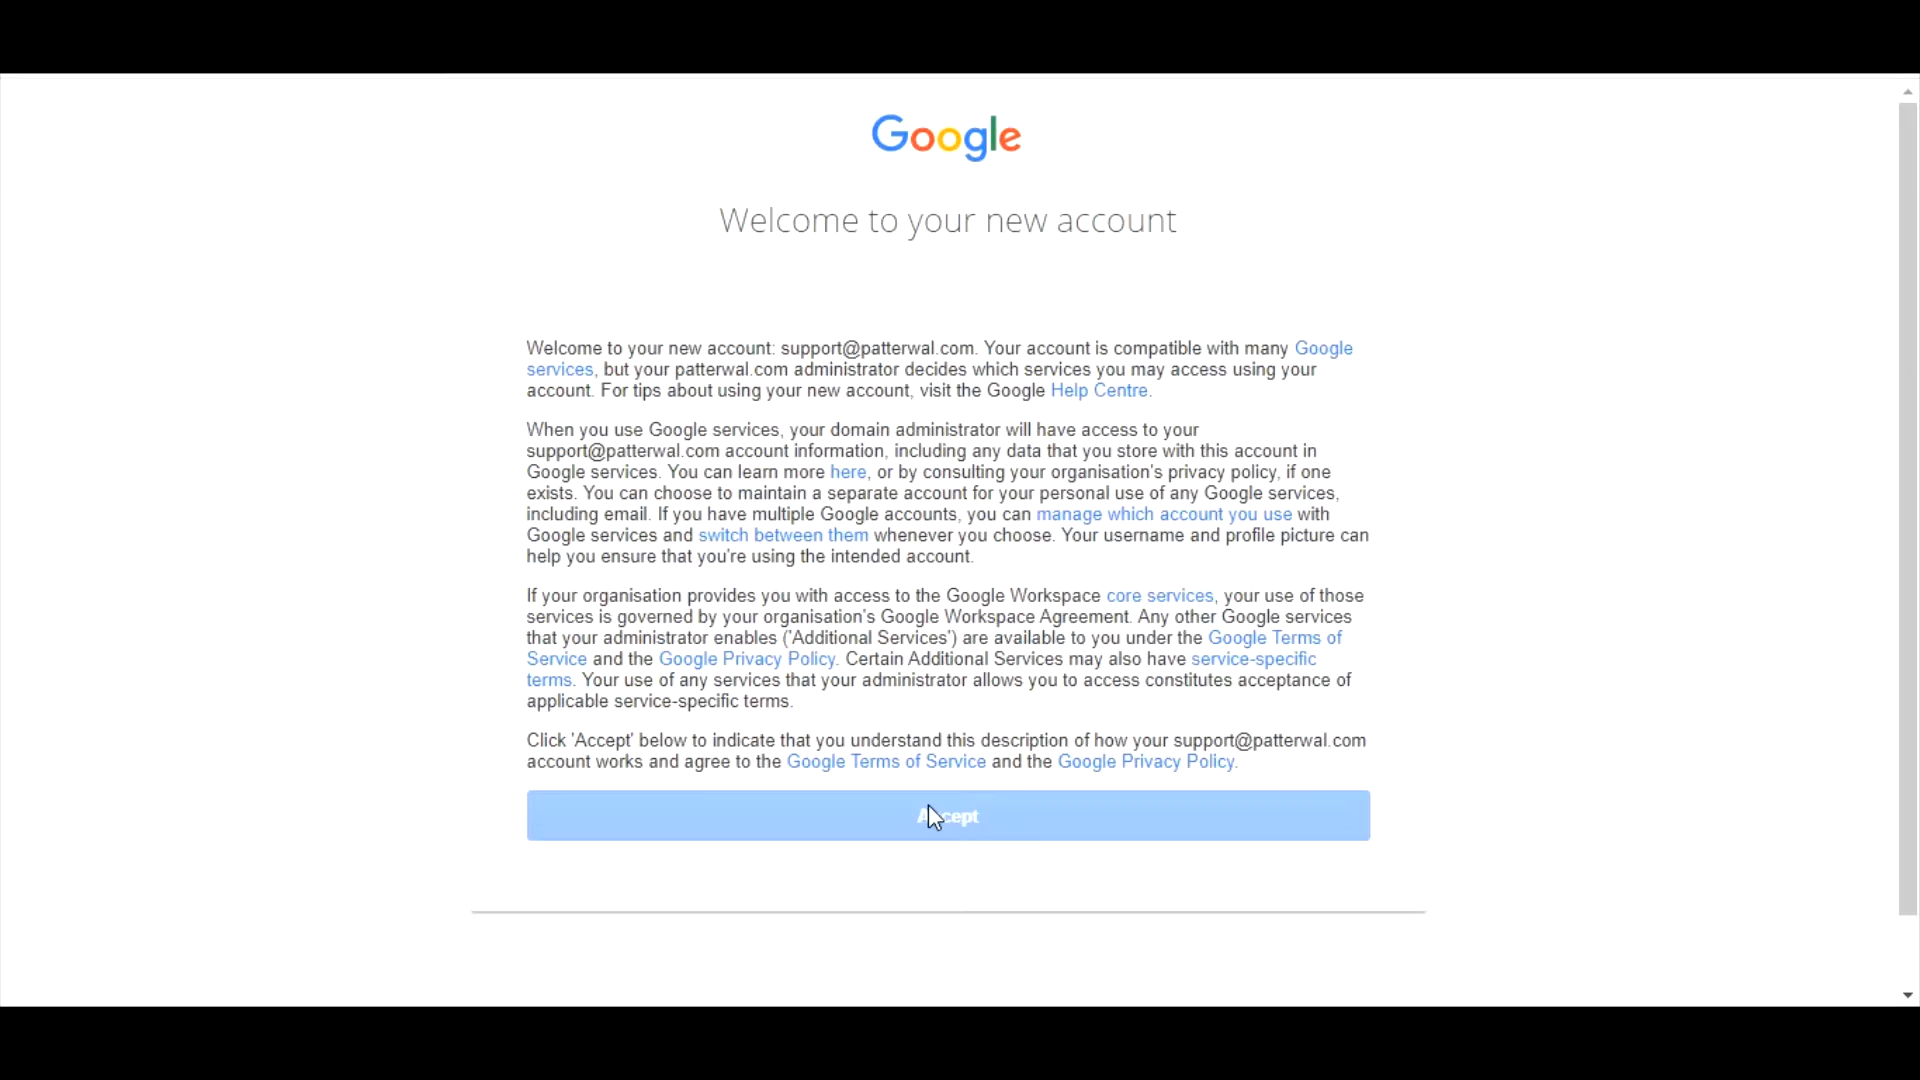 Google
Welcome to your new account
Welcome to your new account: support@patterwal.com. Your account is compatible with many Google
services, but your patterwal.com administrator decides which services you may access using your
account. For tips about using your new account, visit the Google Help Centre.
When you use Google services, your domain administrator will have access to your
support@patterwal.com account information, including any data that you store with this account in
Google services. You can learn more here, or by consulting your organisation's privacy policy, if one
exists. You can choose to maintain a separate account for your personal use of any Google services,
including email. If you have multiple Google accounts, you can manage which account you use with
Google services and switch between them whenever you choose. Your username and profile picture can
help you ensure that you're using the intended account.
If your organisation provides you with access to the Google Workspace core services, your use of those
services is governed by your organisation's Google Workspace Agreement. Any other Google services
that your administrator enables ('Additional Services') are available to you under the Google Terms of
Service and the Google Privacy Policy. Certain Additional Services may also have service-specific
terms. Your use of any services that your administrator allows you to access constitutes acceptance of
applicable service-specific terms.
Click 'Accept' below to indicate that you understand this description of how your support@patterwal.com
account works and agree to the Google Terms of Service and the Google Privacy Policy.
Accept